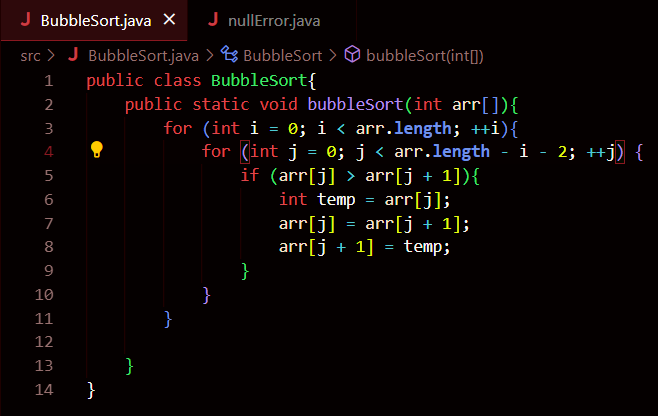 J BubbleSort.java × J nullError.java
src > J BubbleSort.java > BubbleSort > bubbleSort(int[])
1 public class BubbleSort{
2     public static void bubbleSort(int arr[]){
3         for (int i = 0; i < arr.length; ++i){
4             for (int j = 0; j < arr.length - i - 2; ++j) {
5                 if (arr[j] > arr[j + 1]){
6                     int temp = arr[j];
7                     arr[j] = arr[j + 1];
8                     arr[j + 1] = temp;
9                 }
10             }
11         }
12
13     }
14 }